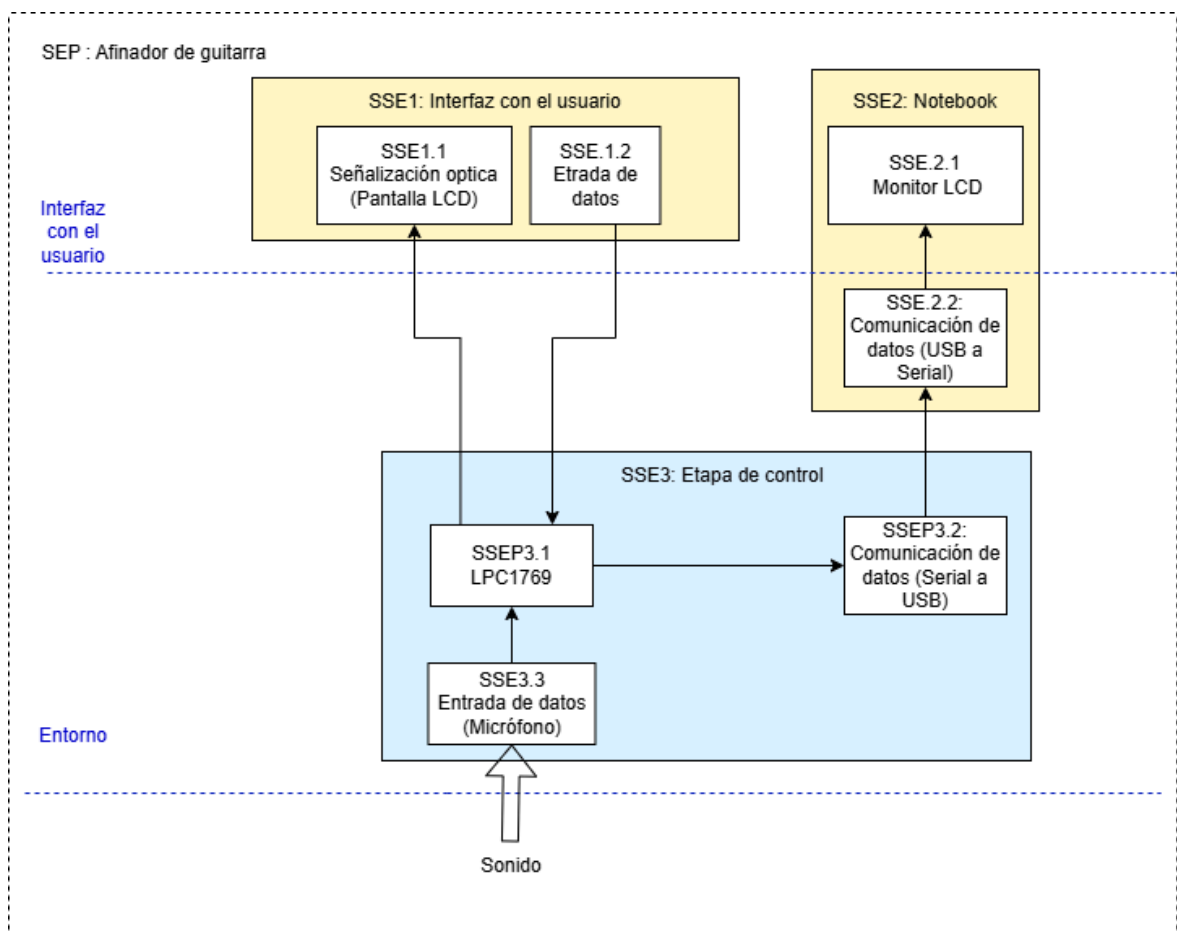 SEP : Afinador de guitarra
SSE1: Interfaz con el usuario
SSE1.1
Señalización optica
(Pantalla LCD)
SSE.1.2
Etrada de
datos
SSE2: Notebook
SSE.2.1
Monitor LCD
Interfaz
con el
usuario
SSE.2.2:
Comunicación de
datos (USB a
Serial)
SSE3: Etapa de control
SSEP3.1
LPC1769
SSEP3.2:
Comunicación de
datos (Serial a
USB)
SSE3.3
Entrada de datos
(Micrófono)
Entorno
Sonido